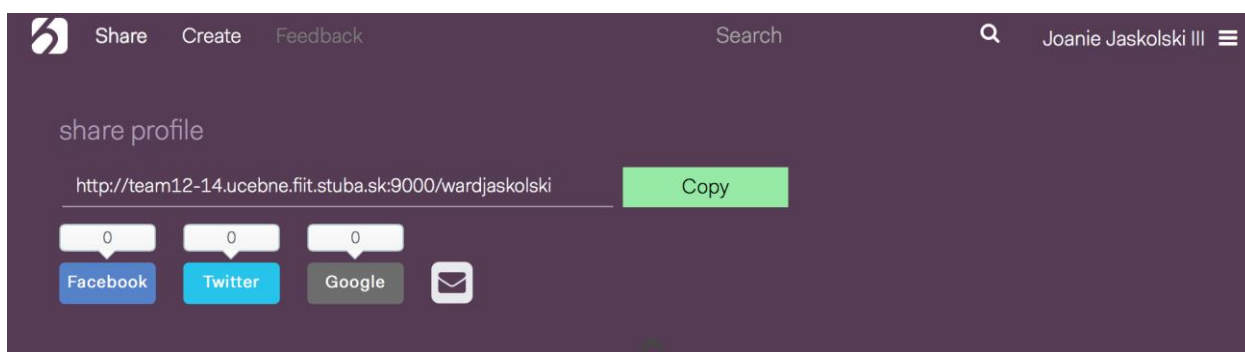 Share Create Feedback Search Joanie Jaskolski III
share profile
http://team12-14.ucebne.fiit.stuba.sk:9000/wardjaskolski Copy
0 0 0
Facebook Twitter Google